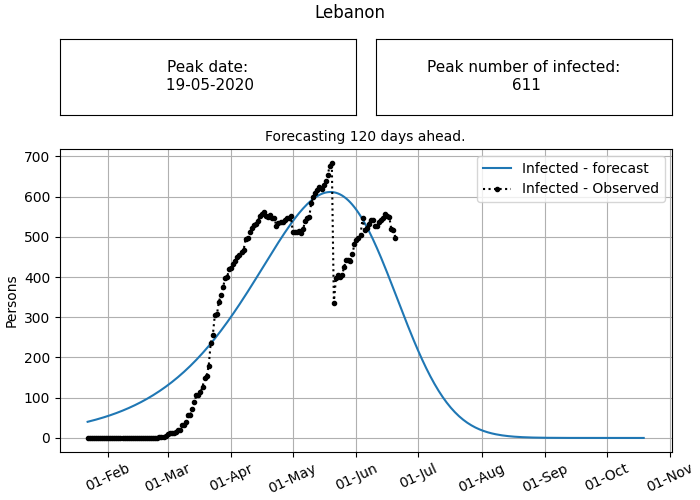 Lebanon
Peak date:
19-05-2020
Peak number of infected:
611
Forecasting 120 days ahead.
Infected - forecast
Infected - Observed
Persons
700
600
500
400
300
200
100
0
01-Feb
01-Mar
01-Apr
01-May
01-Jun
01-Jul
01-Aug
01-Sep
01-Oct
01-Nov